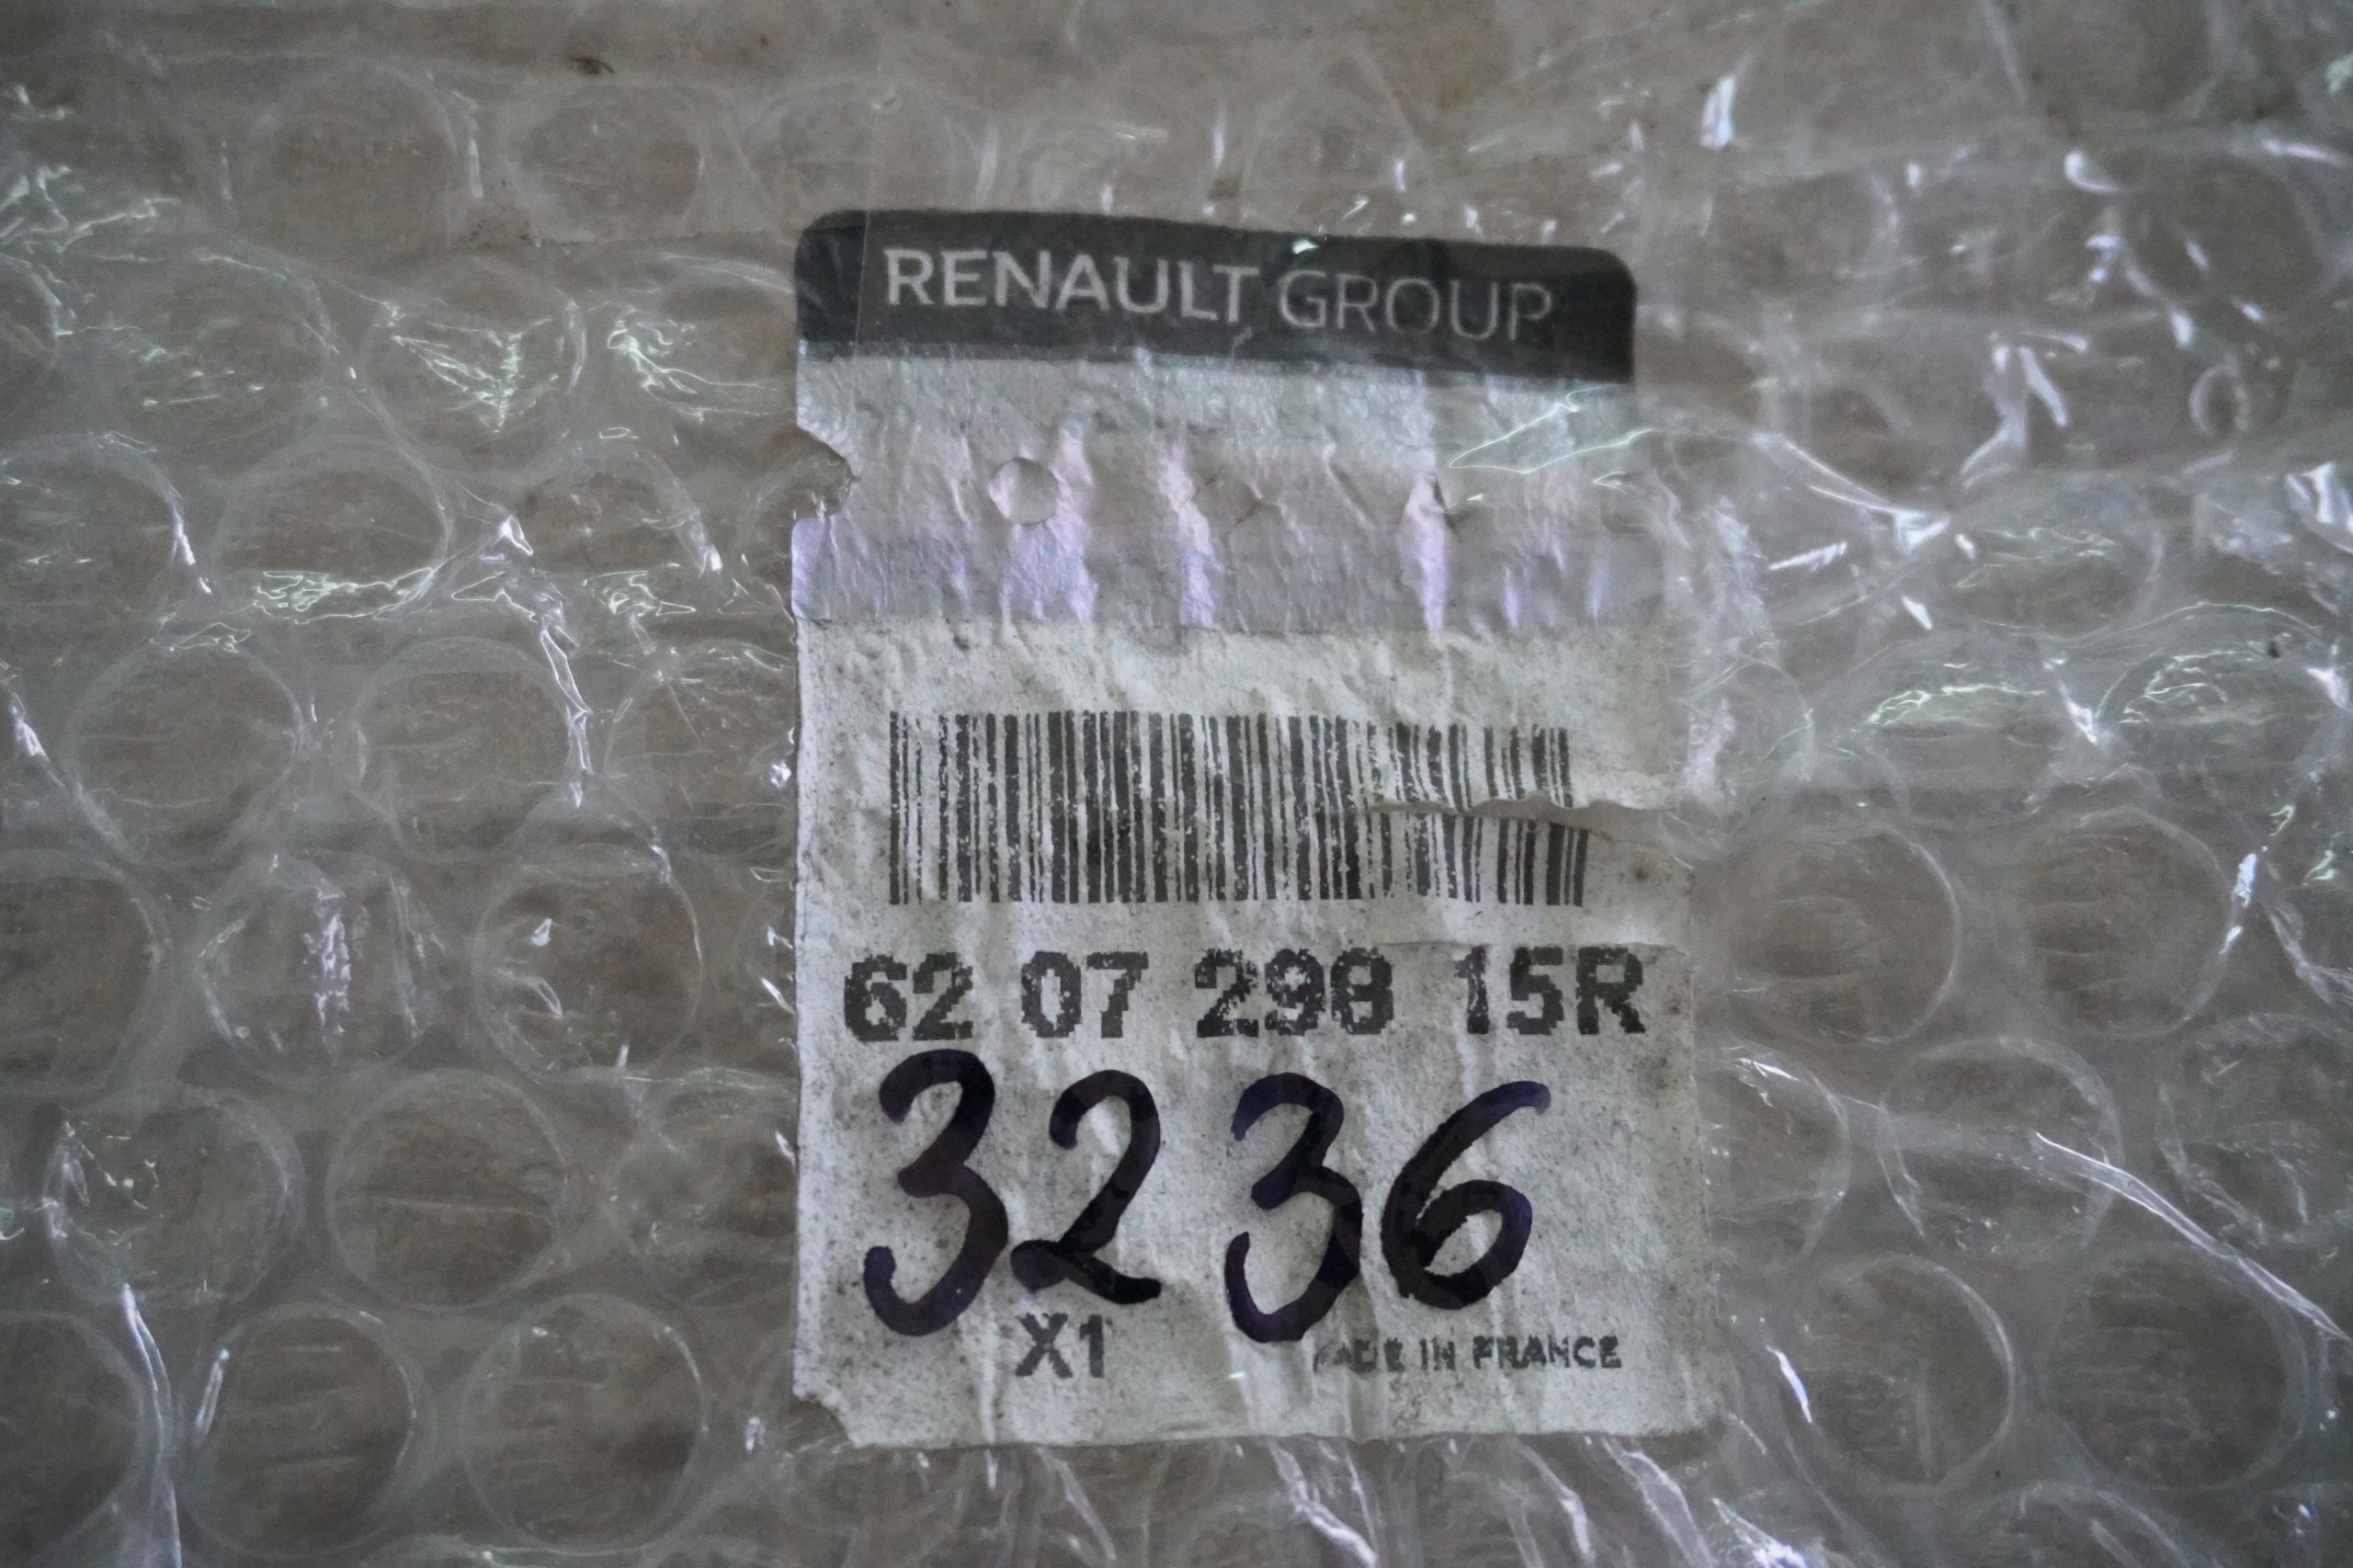 RENAULT GROUP
62 07 298 15R
3236
X1
MADE IN FRANCE